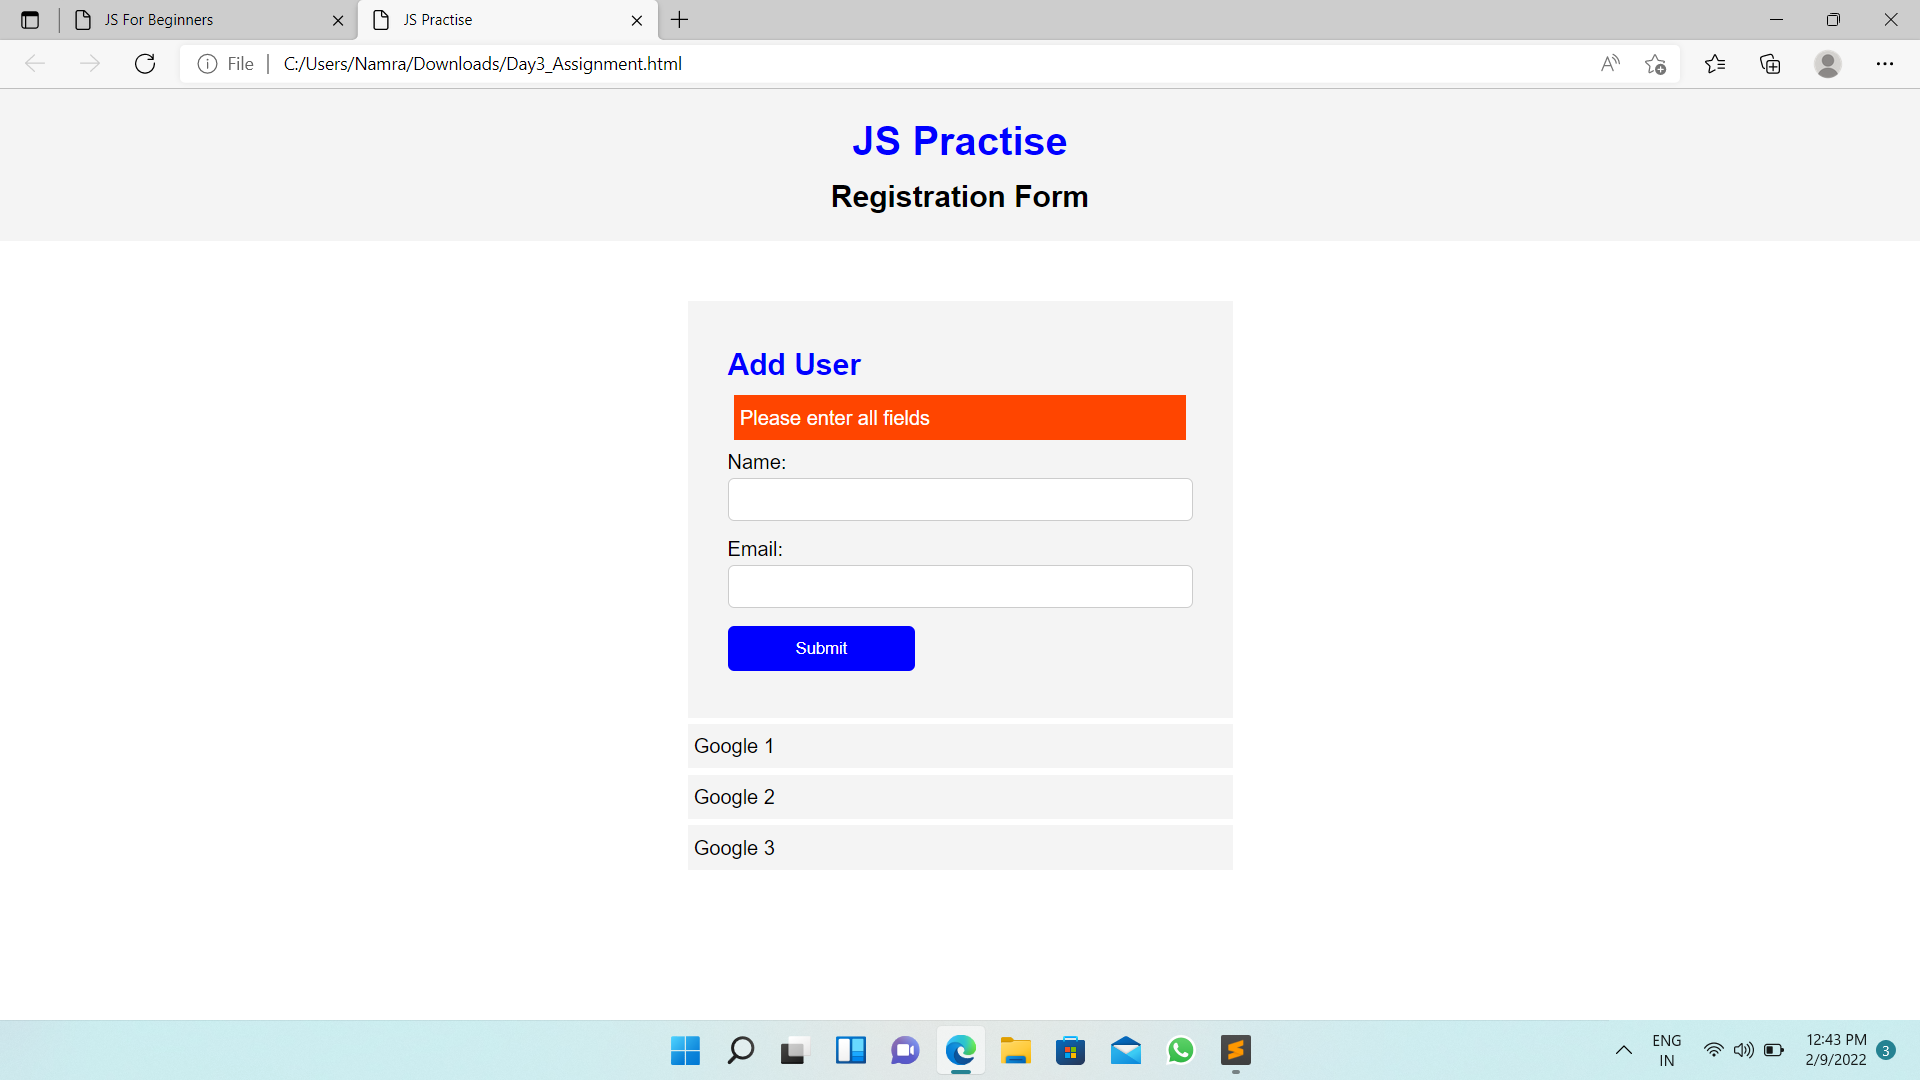 JS For Beginners
JS Practise
File
C:/Users/Namra/Downloads/Day3_Assignment.html
JS Practise
Registration Form
Add User
Please enter all fields
Name:
Email:
Submit
Google 1
Google 2
Google 3
ENG
IN
12:43 PM
2/9/2022
3